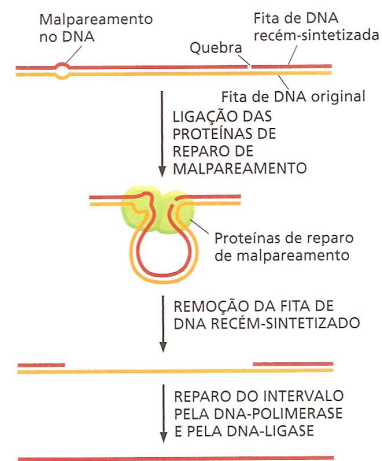 Malpareamento
no DNA
Fita de DNA
recém-sintetizada
Quebra
Fita de DNA original
LIGAÇÃO DAS
PROTEÍNAS DE
REPARO DE
MALPAREAMENTO
Proteínas de reparo
de malpareamento
REMOÇÃO DA FITA DE
DNA RECÉM-SINTETIZADO
REPARO DO INTERVALO
PELA DNA-POLIMERASE
E PELA DNA-LIGASE